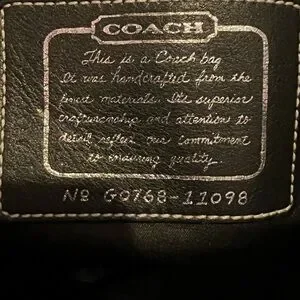 COACH
This is a Coach bag
It was handcrafted from the
finest materials. Its superior
craftsmanship and attention to
detail reflect our commitment
to enduring quality.
Nº G0768-11098